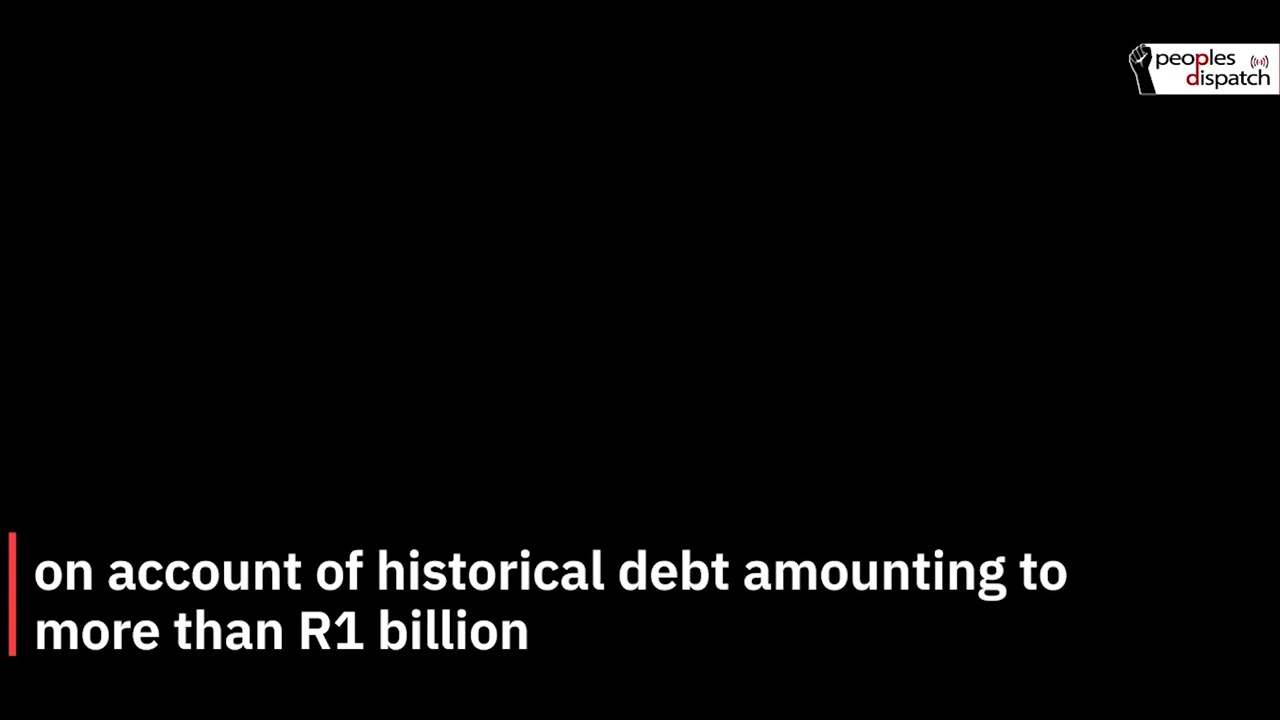 peoples
dispatch
on account of historical debt amounting to
more than R1 billion